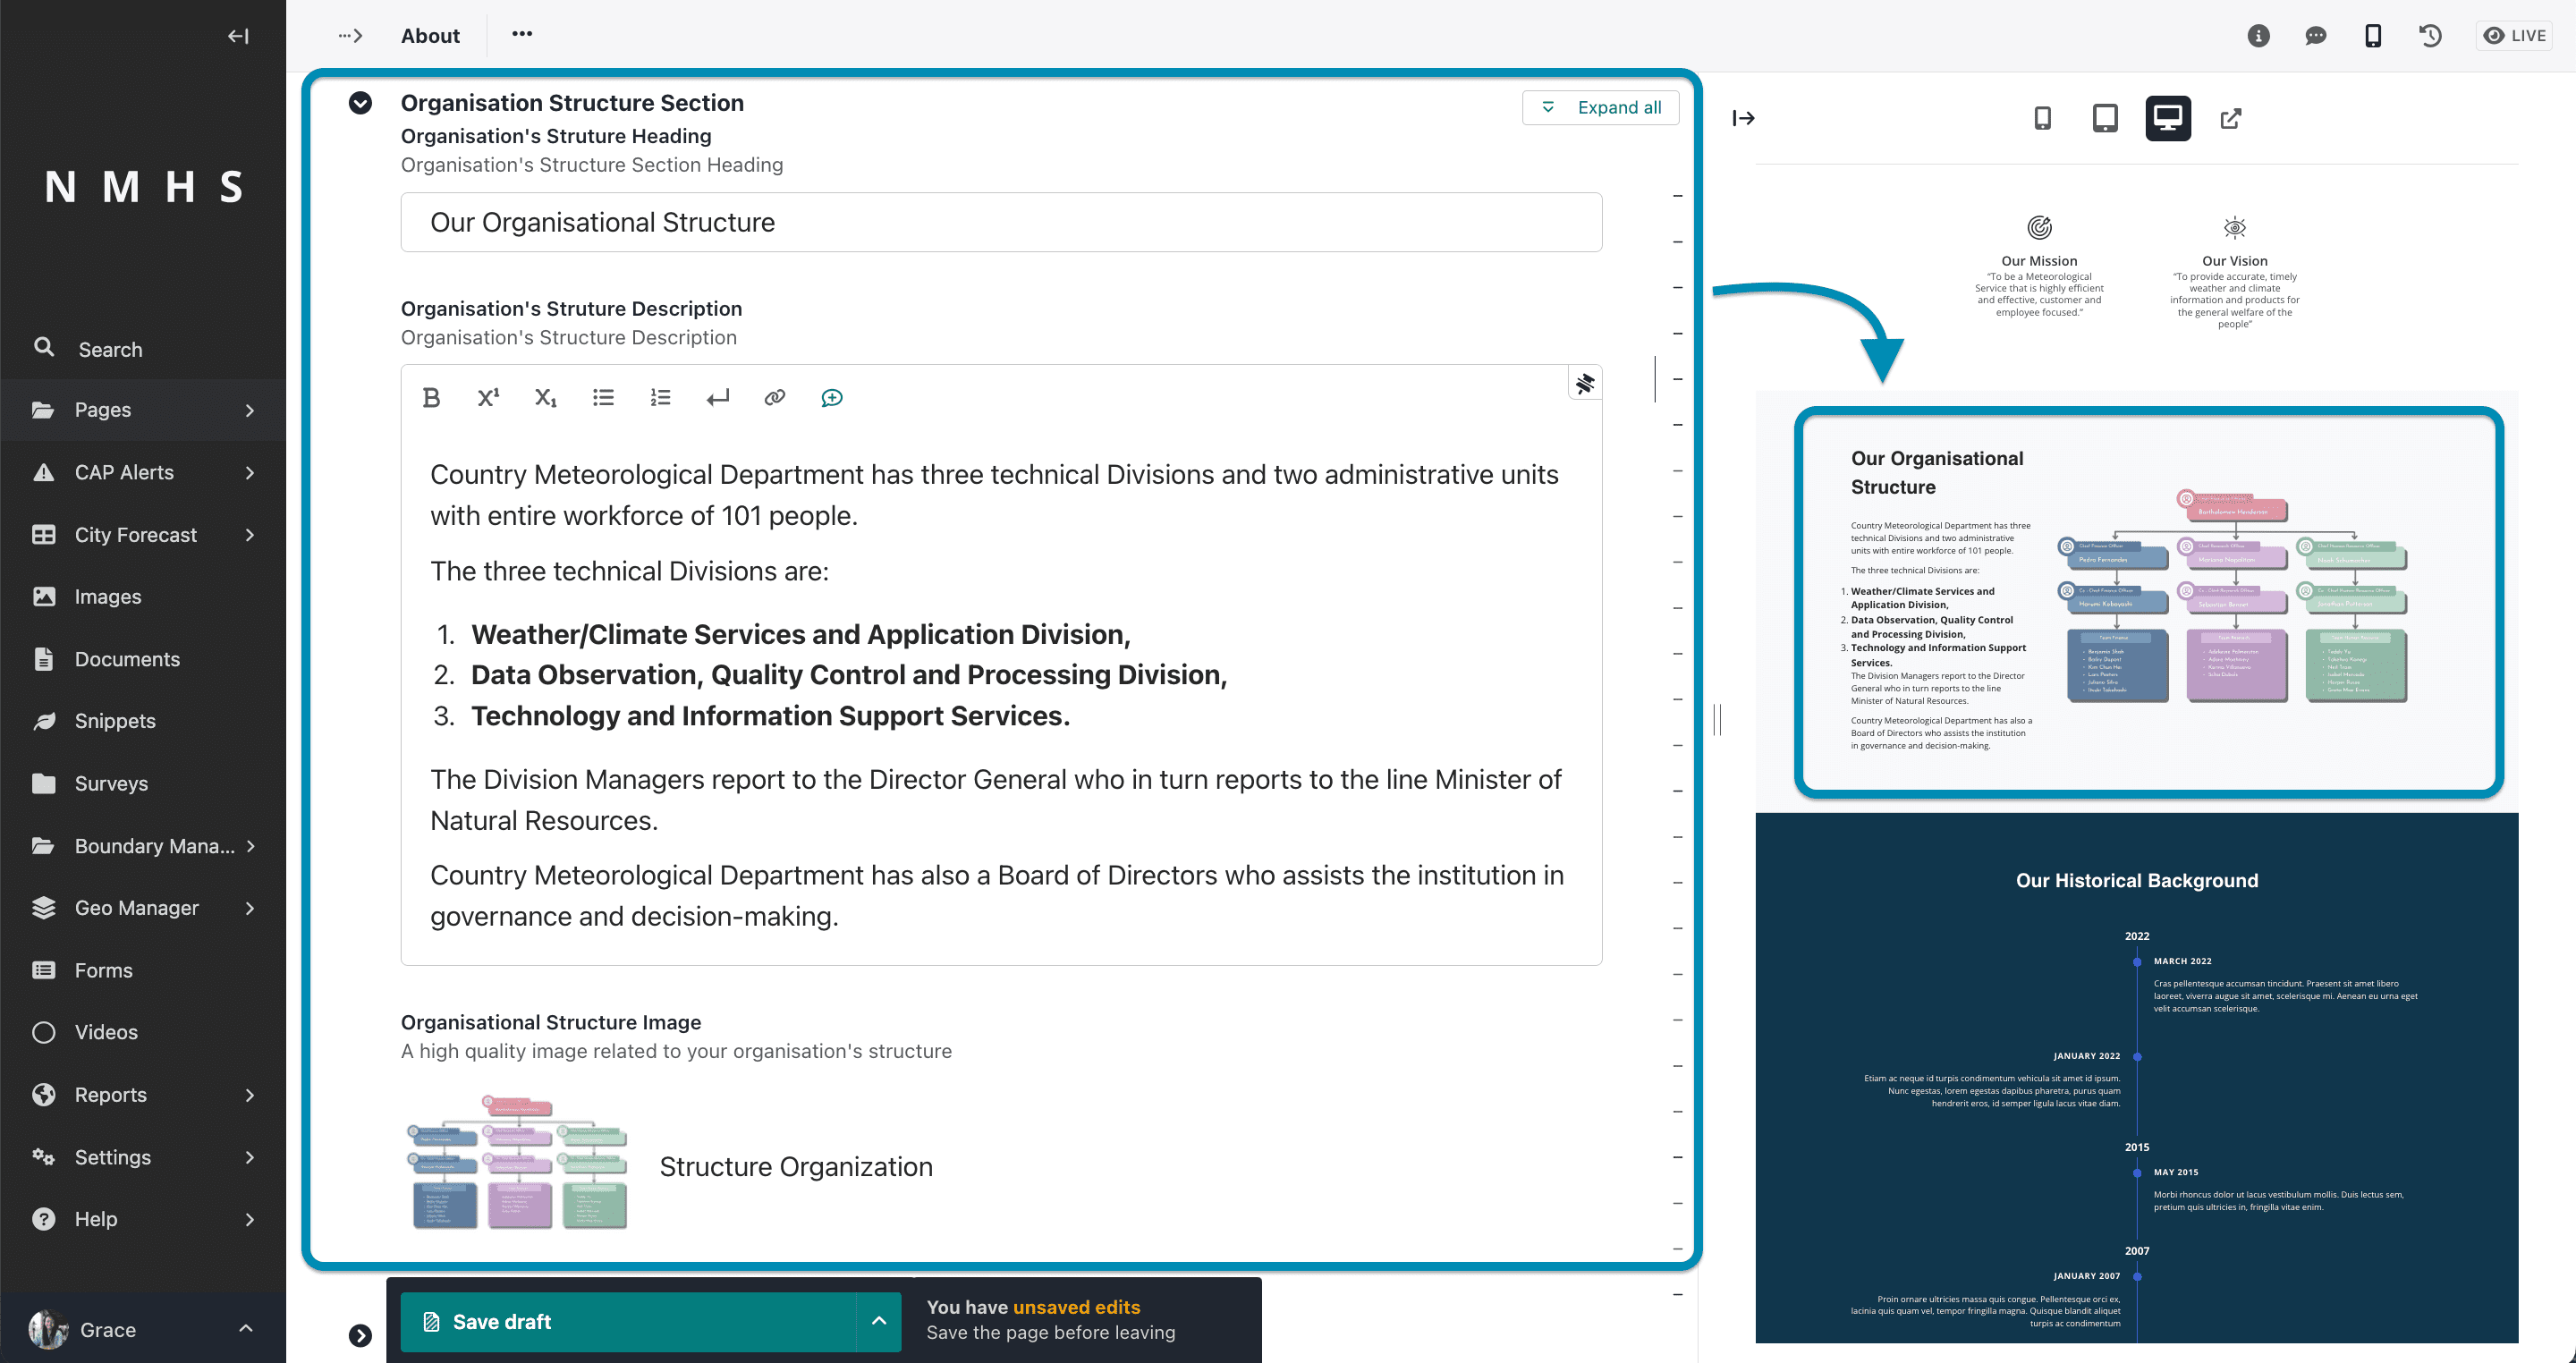 About
LIVE
N M H S
Search
Pages
CAP Alerts
City Forecast
Images
Documents
Snippets
Surveys
Boundary Mana...
Geo Manager
Forms
Videos
Reports
Settings
Help
Grace
Organisation Structure Section
Expand all
Organisation's Struture Heading
Organisation's Structure Section Heading
Our Organisational Structure
Organisation's Struture Description
Organisation's Structure Description
Country Meteorological Department has three technical Divisions and two administrative units
with entire workforce of 101 people.
The three technical Divisions are:
1. Weather/Climate Services and Application Division,
2. Data Observation, Quality Control and Processing Division,
3. Technology and Information Support Services.
The Division Managers report to the Director General who in turn reports to the line Minister of
Natural Resources.
Country Meteorological Department has also a Board of Directors who assists the institution in
governance and decision-making.
Organisational Structure Image
A high quality image related to your organisation's structure
Structure Organization
Save draft
You have unsaved edits
Save the page before leaving
Our Mission
"To be a Meteorological
Service that is highly efficient
and effective, customer and
employee focused."
Our Vision
"To provide accurate, timely
weather and climate
information and products for
the general welfare of the
people"
Our Organisational
Structure
Country Meteorological Department has three
technical Divisions and two administrative
units with entire workforce of 101 people.
The three technical Divisions are:
1. Weather/Climate Services and
Application Division,
2. Data Observation, Quality Control
and Processing Division,
3. Technology and Information Support
Services.
The Division Managers report to the Director
General who in turn reports to the line
Minister of Natural Resources.
Country Meteorological Department has also a
Board of Directors who assists the institution
in governance and decision-making.
Chief Finance Officer
Pedro Fernandes
Our Historical Background
2022
MARCH 2022
Cras pellentesque accumsan tincidunt. Praesent sit amet libero
laoreet, viverra augue sit amet, scelerisque mi. Aenean eu urna eget
velit accumsan scelerisque.
JANUARY 2022
Etiam ac neque id turpis condimentum vehicula sit amet id ipsum.
Nunc egestas, lorem egestas dapibus pharetra, purus quam
hendrerit eros, id semper ligula lacus vitae diam.
2015
MAY 2015
Morbi rhoncus dolor ut lacus vestibulum mollis. Duis lectus sem,
pretium quis ultricies in, fringilla vitae enim.
2007
JANUARY 2007
Proin ornare ultricies massa quis congue. Pellentesque orci ex,
lacinia quis quam vel, tempor fringilla magna. Quisque blandit aliquet
turpis ac condimentum